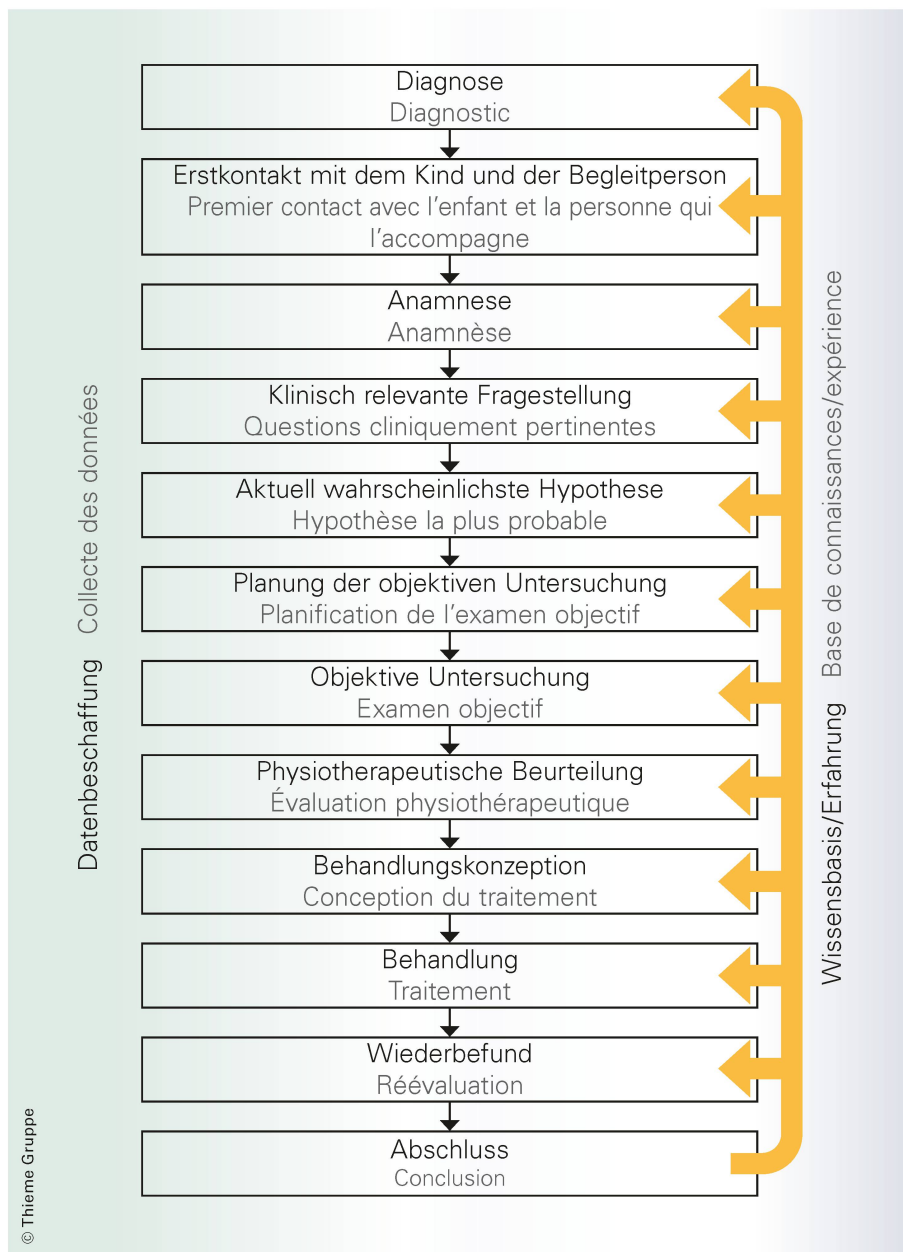 Diagnose
Diagnostic
Erstkontakt mit dem Kind und der Begleitperson
Premier contact avec l’enfant et la personne qui
l’accompagne
Anamnese
Anamnèse
Klinisch relevante Fragestellung
Questions cliniquement pertinentes
Aktuell wahrscheinlichste Hypothese
Hypothèse la plus probable
Planung der objektiven Untersuchung
Planification de l’examen objectif
Objektive Untersuchung
Examen objectif
Physiotherapeutische Beurteilung
Évaluation physiothérapeutique
Behandlungskonzeption
Conception du traitement
Behandlung
Traitement
Wiederbefund
Réévaluation
Abschluss
Conclusion
Datenbeschaffung Collecte des données
Wissensbasis/Erfahrung Base de connaissances/expérience
© Thieme Gruppe